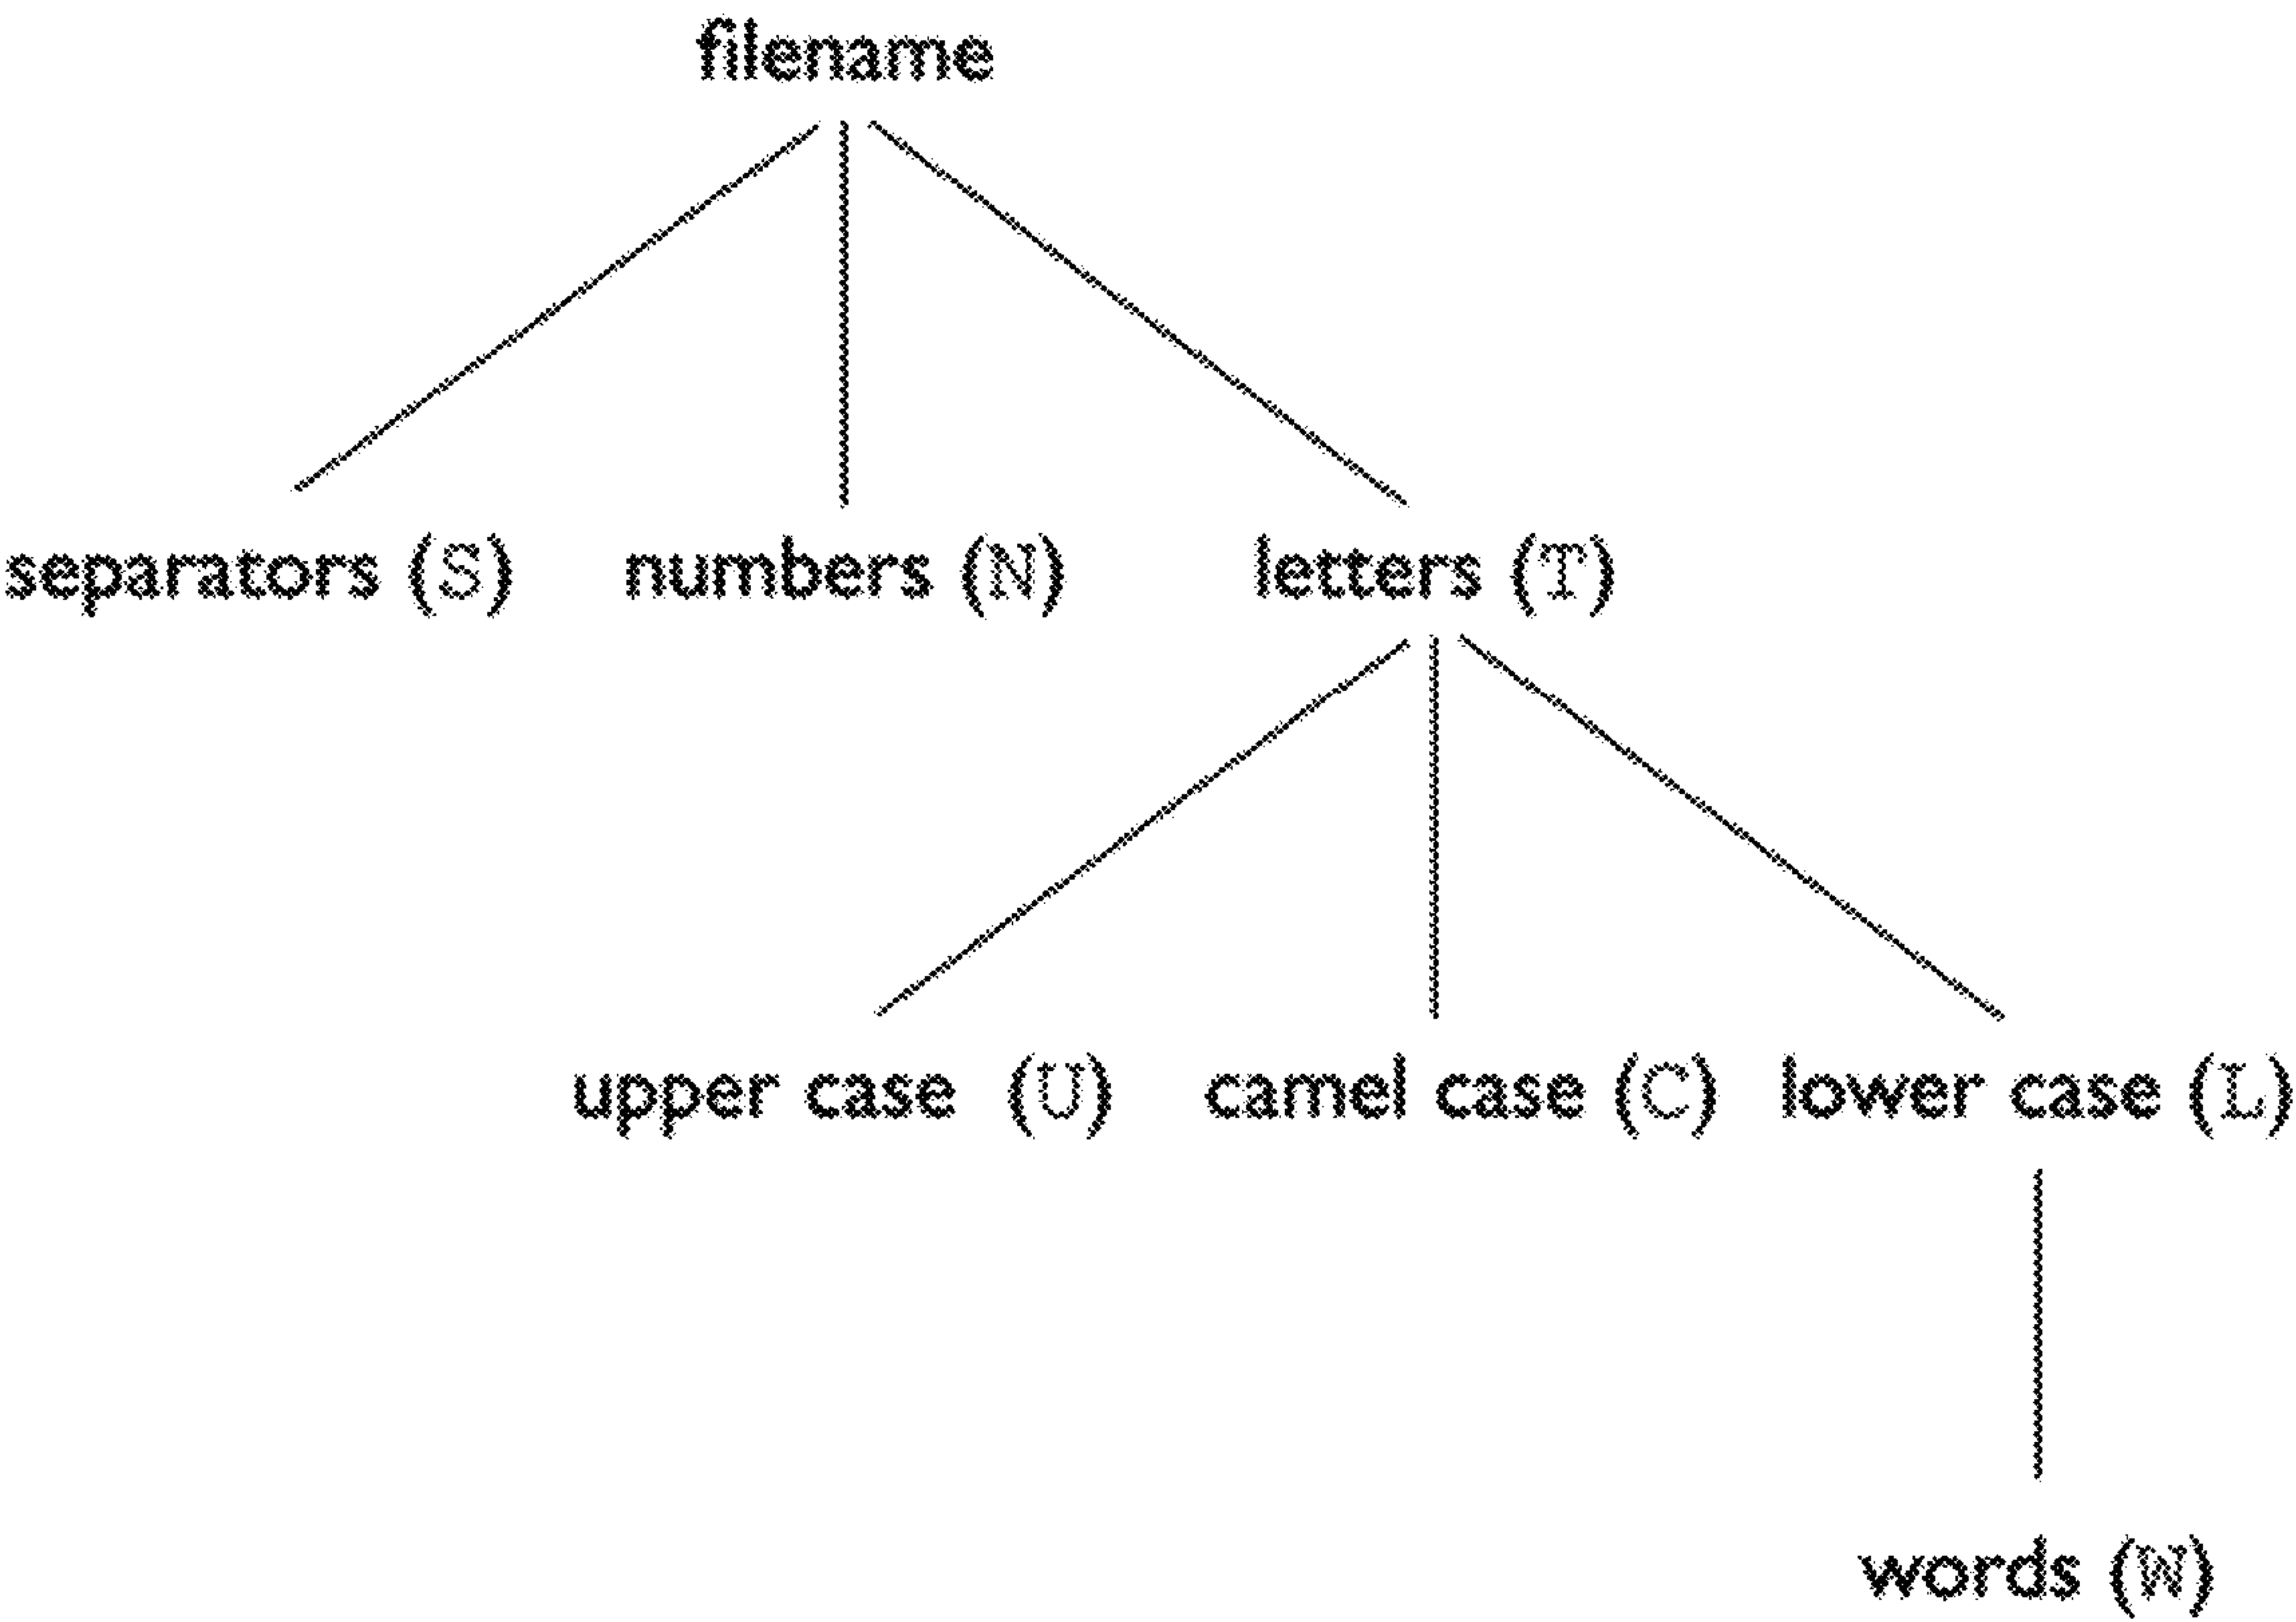 filename
separators (S) numbers (N) letters (T)
upper case (U) camel case (C) lower case (L)
words (W)